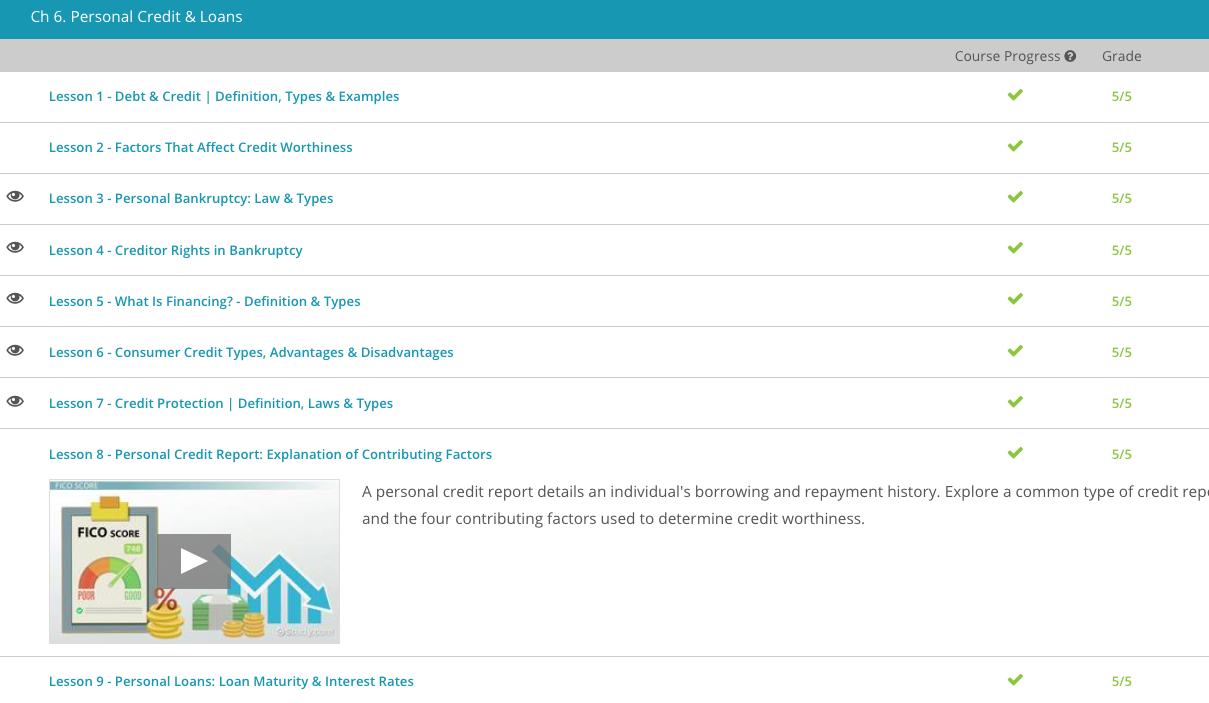 Ch 6. Personal Credit & Loans
Course Progress ?
Grade
Lesson 1 - Debt & Credit | Definition, Types & Examples
5/5
Lesson 2 - Factors That Affect Credit Worthiness
5/5
Lesson 3 - Personal Bankruptcy: Law & Types
5/5
Lesson 4 - Creditor Rights in Bankruptcy
5/5
Lesson 5 - What Is Financing? - Definition & Types
5/5
Lesson 6 - Consumer Credit Types, Advantages & Disadvantages
5/5
Lesson 7 - Credit Protection | Definition, Laws & Types
5/5
Lesson 8 - Personal Credit Report: Explanation of Contributing Factors
5/5
FICO SCORE
FICO SCORE
740
POOR GOOD
%
Study.com
A personal credit report details an individual's borrowing and repayment history. Explore a common type of credit repo
and the four contributing factors used to determine credit worthiness.
Lesson 9 - Personal Loans: Loan Maturity & Interest Rates
5/5